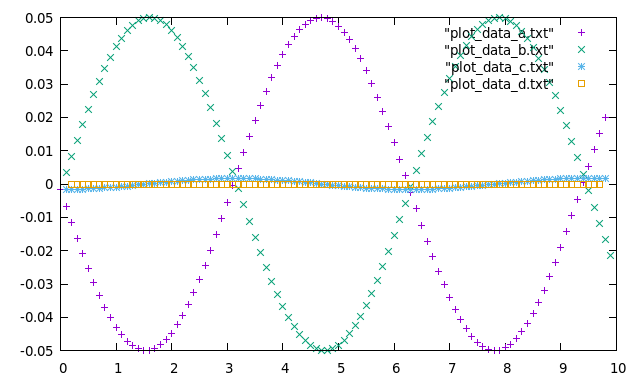 0.05
0.04
0.03
0.02
0.01
0
-0.01
-0.02
-0.03
-0.04
-0.05
0 1 2 3 4 5 6 7 8 9 10
"plot_data_a.txt"
"plot_data_b.txt"
"plot_data_c.txt"
"plot_data_d.txt"